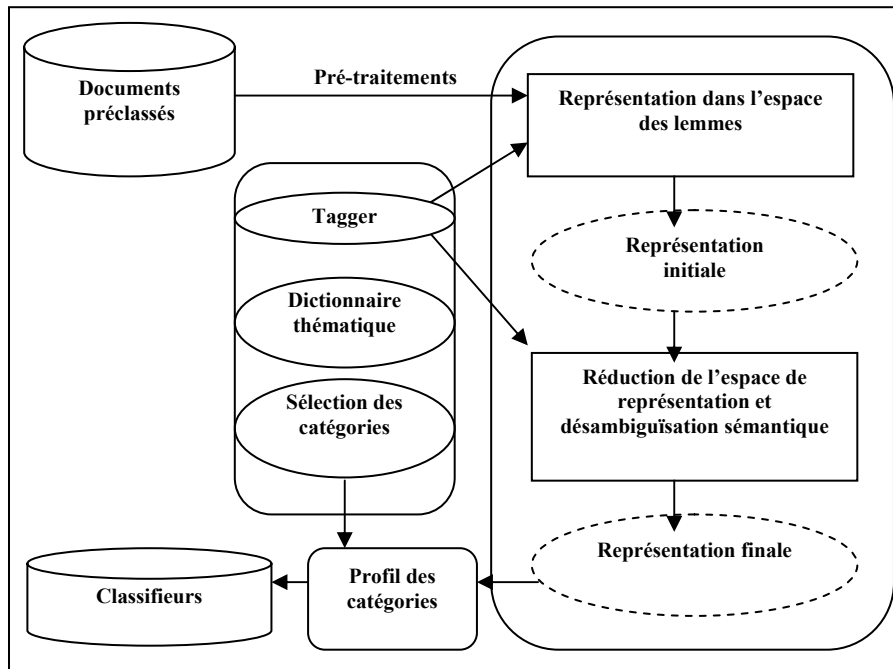 Documents
préclassés
Pré-traitements
Représentation dans l’espace
des lemmes
Tagger
Représentation
initiale
Dictionnaire
thématique
Réduction de l’espace de
représentation et
désambiguïsation sémantique
Sélection des
catégories
Représentation finale
Profil des
catégories
Classifieurs